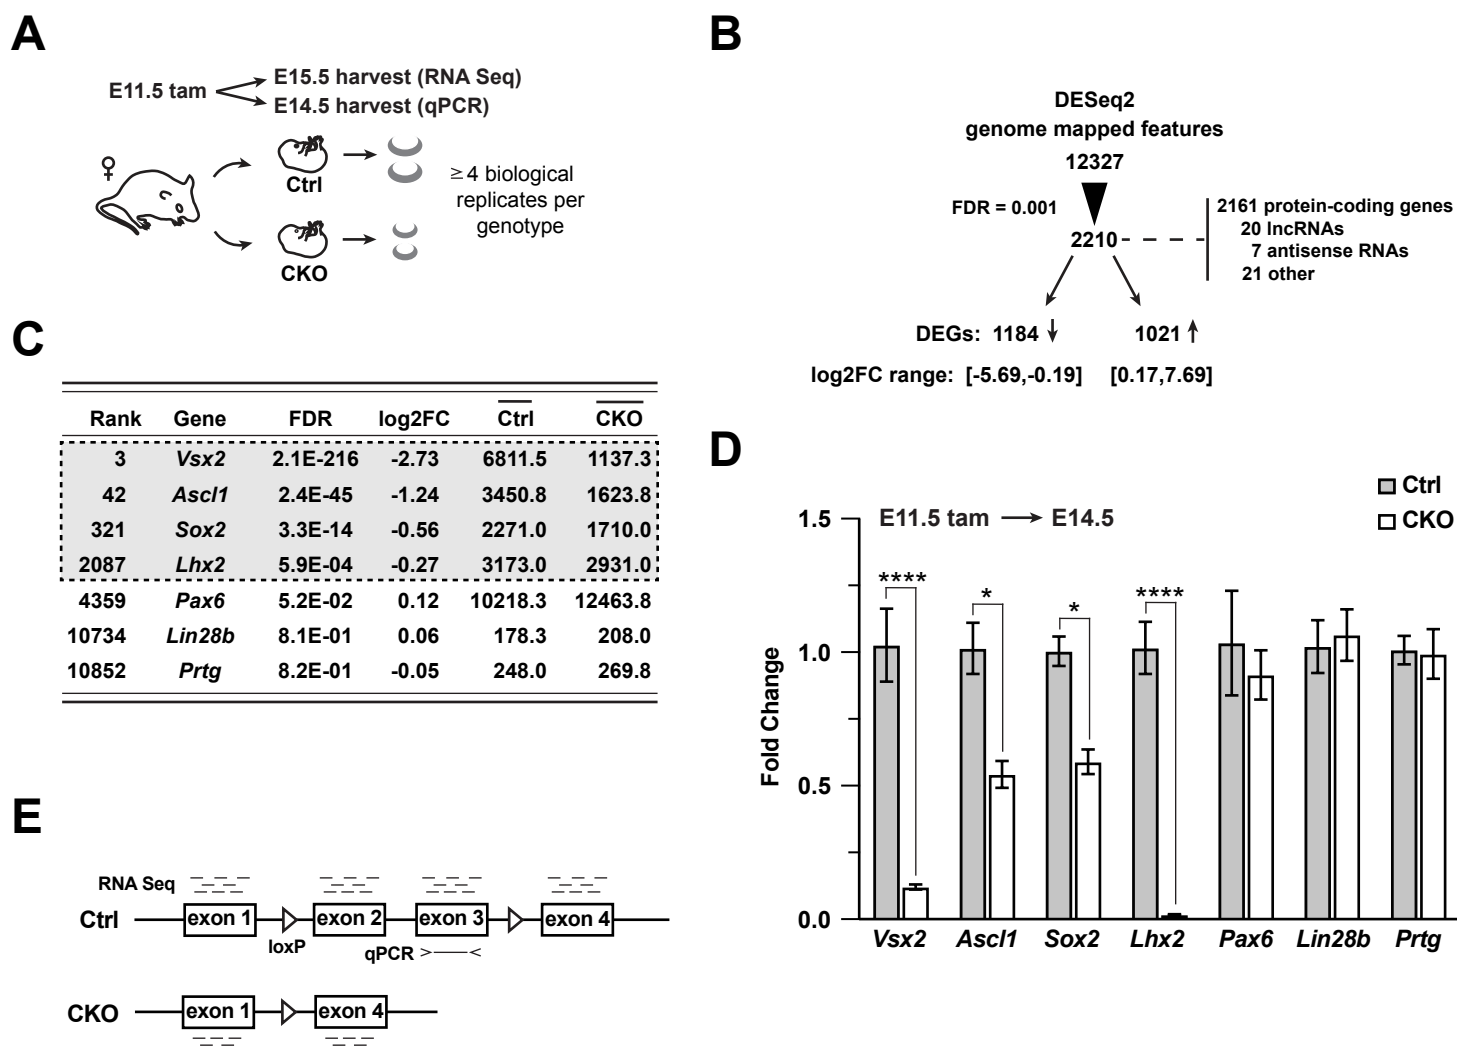 A
E11.5 tam
E15.5 harvest (RNA Seq)
E14.5 harvest (qPCR)
♀
Ctrl
CKO
≥4 biological
replicates per
genotype
B
DESeq2
genome mapped features
12327
FDR = 0.001
2210
2161 protein-coding genes
20 lncRNAs
7 antisense RNAs
21 other
DEGs: 1184 ↓ 1021 ↑
log2FC range: [-5.69,-0.19] [0.17,7.69]
C
Rank Gene FDR log2FC Ctrl CKO
3 Vsx2 2.1E-216 -2.73 6811.5 1137.3
42 Ascl1 2.4E-45 -1.24 3450.8 1623.8
321 Sox2 3.3E-14 -0.56 2271.0 1710.0
2087 Lhx2 5.9E-04 -0.27 3173.0 2931.0
4359 Pax6 5.2E-02 0.12 10218.3 12463.8
10734 Lin28b 8.1E-01 0.06 178.3 208.0
10852 Prtg 8.2E-01 -0.05 248.0 269.8
D
Ctrl
CKO
E11.5 tam → E14.5
1.5
1.0
0.5
0.0
Fold Change
**** * * ****
Vsx2 Ascl1 Sox2 Lhx2 Pax6 Lin28b Prtg
E
RNA Seq
Ctrl exon 1 exon 2 exon 3 exon 4
loxP
qPCR
CKO exon 1 exon 4